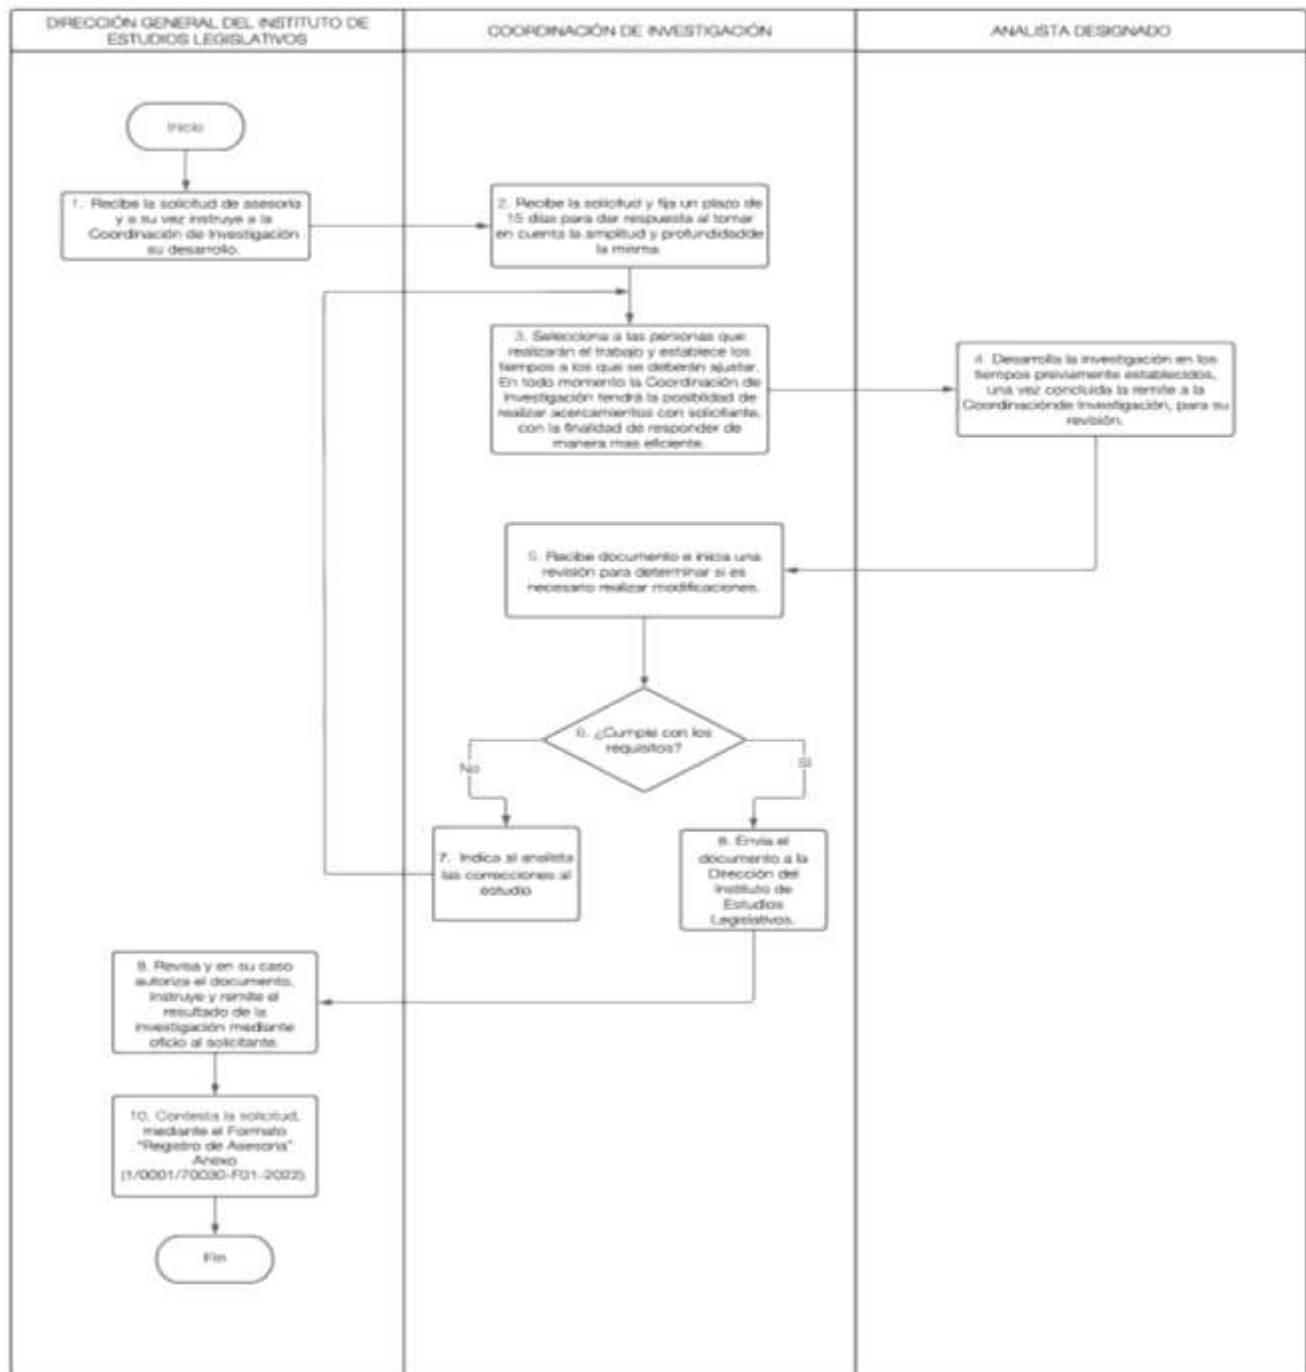 DIRECCIÓN GENERAL DEL INSTITUTO DE
ESTUDIOS LEGISLATIVOS
COORDINACIÓN DE INVESTIGACIÓN
ANALISTA DESIGNADO
Inicio
1. Recibe la solicitud de asesoría
y a su vez instruye a la
Coordinación de Investigación
su desarrollo.
2. Recibe la solicitud y fija un plazo de
15 días para dar respuesta al tomar
en cuenta la amplitud y profundidadde
la misma.
3. Selecciona a las personas que
realizarán el trabajo y establece los
tiempos a los que se deberán ajustar.
En todo momento la Coordinación de
Investigación tendrá la posiblidad de
realizar acercamientos con solicitante,
con la finalidad de responder de
manera mas eficiente.
4. Desarrolla la investigación en los
tiempos previamente establecidos,
una vez concluida la remite a la
Coordinaciónde Investigación, para su
revisión.
5. Recibe documento e inicia una
revisión para determinar si es
necesario realizar modificaciones.
6. ¿Cumple con los
requisitos?
No
Si
7. Indica al analista
las correcciones al
estudio
8. Envía el
documento a la
Dirección del
Instituto de
Estudios
Legislativos.
9. Revisa y en su caso
autoriza el documento,
instruye y remite el
resultado de la
investigación mediante
oficio al solicitante.
10. Contesta la solicitud,
mediante el Formato
"Registro de Asesoría"
Anexo
(1/0001/70030-F01-2022)
Fin